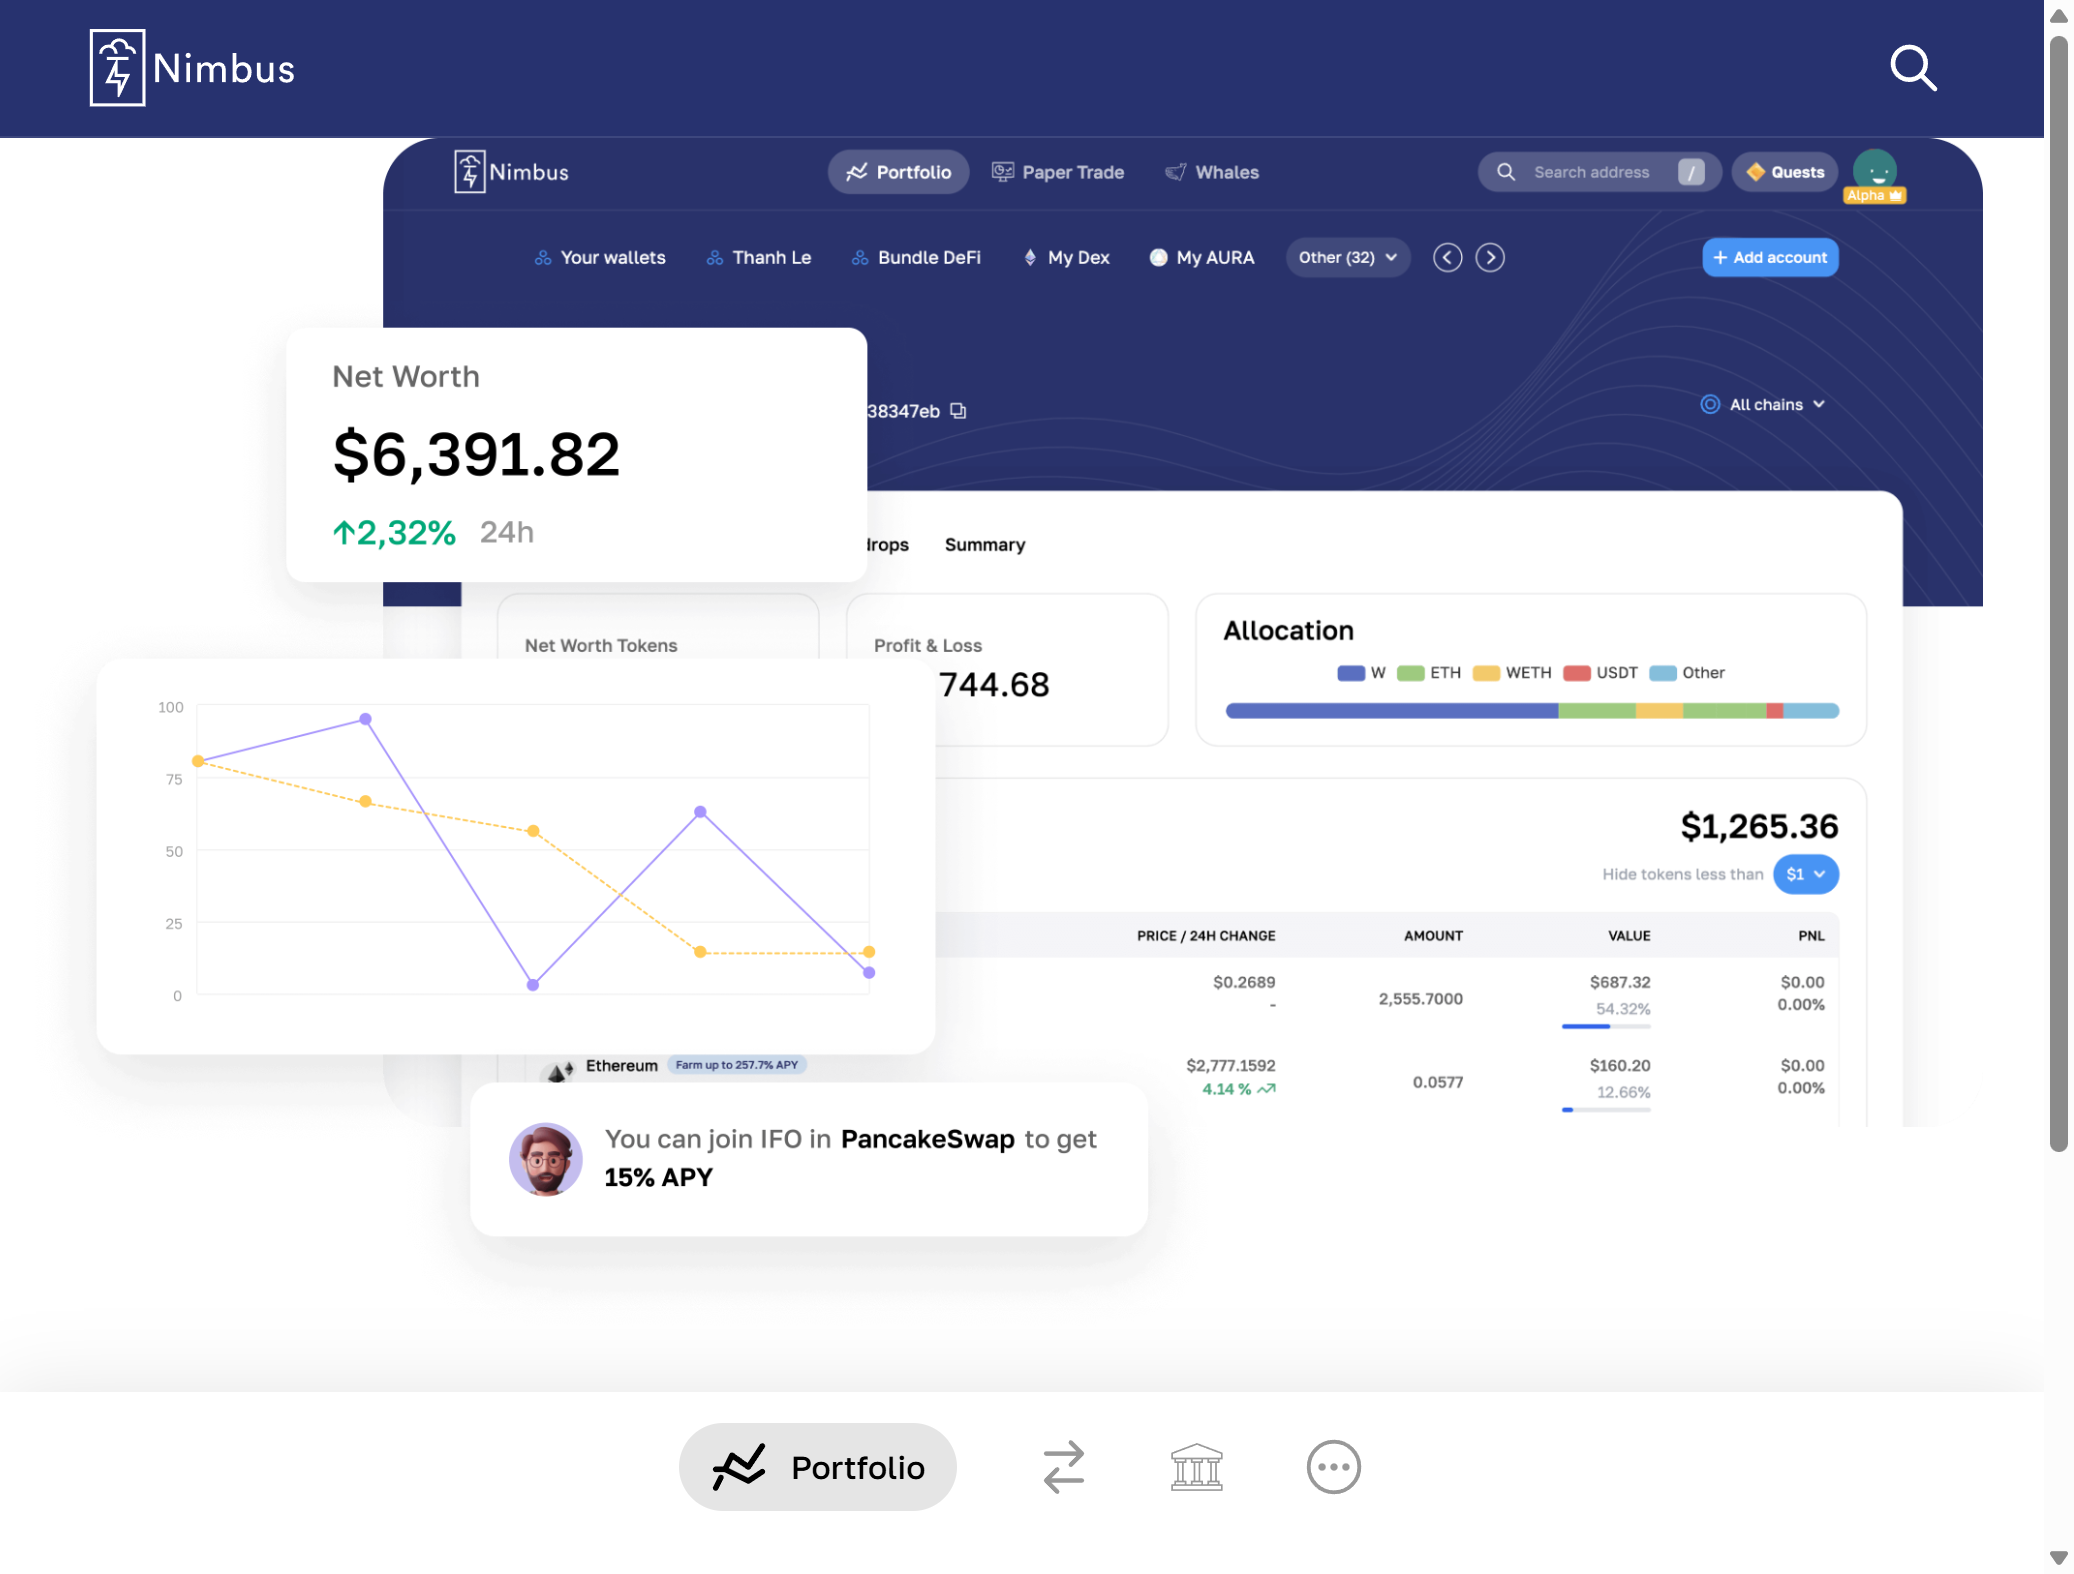 Nimbus
Nimbus
Portfolio
Paper Trade
Whales
Search address
/
Quests
Alpha
Your wallets
Thanh Le
Bundle DeFi
My Dex
My AURA
Other (32)
+ Add account
Net Worth
$6,391.82
↑2,32% 24h
38347eb
All chains
drops
Summary
Net Worth Tokens
Profit & Loss
744.68
Allocation
W
ETH
WETH
USDT
Other
100
75
50
25
0
$1,265.36
Hide tokens less than
$1
PRICE / 24H CHANGE
AMOUNT
VALUE
PNL
$0.2689
-
2,555.7000
$687.32
54.32%
$0.00
0.00%
Ethereum
Farm up to 257.7% APY
$2,777.1592
4.14 %
0.0577
$160.20
12.66%
$0.00
0.00%
You can join IFO in PancakeSwap to get
15% APY
Portfolio